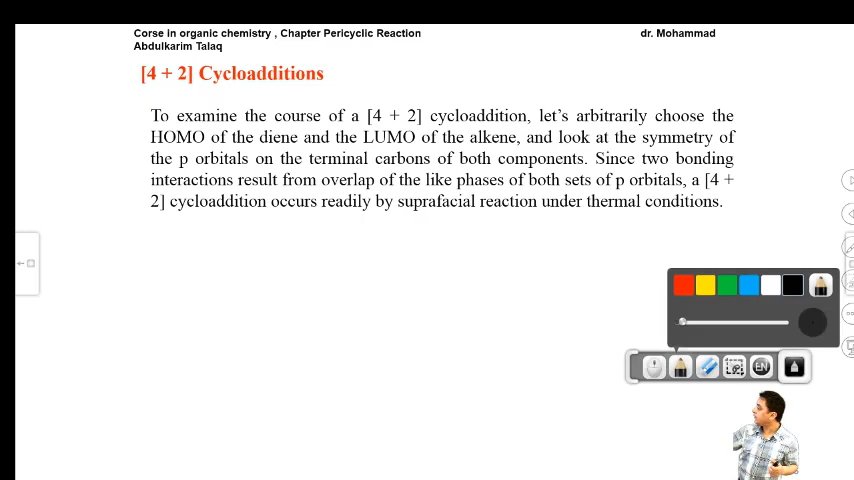 Corse in organic chemistry , Chapter Pericyclic Reaction dr. Mohammad
Abdulkarim Talaq
[4 + 2] Cycloadditions
To examine the course of a [4 + 2] cycloaddition, let's arbitrarily choose the
HOMO of the diene and the LUMO of the alkene, and look at the symmetry of
the p orbitals on the terminal carbons of both components. Since two bonding
interactions result from overlap of the like phases of both sets of p orbitals, a [4 +
2] cycloaddition occurs readily by suprafacial reaction under thermal conditions.
EN